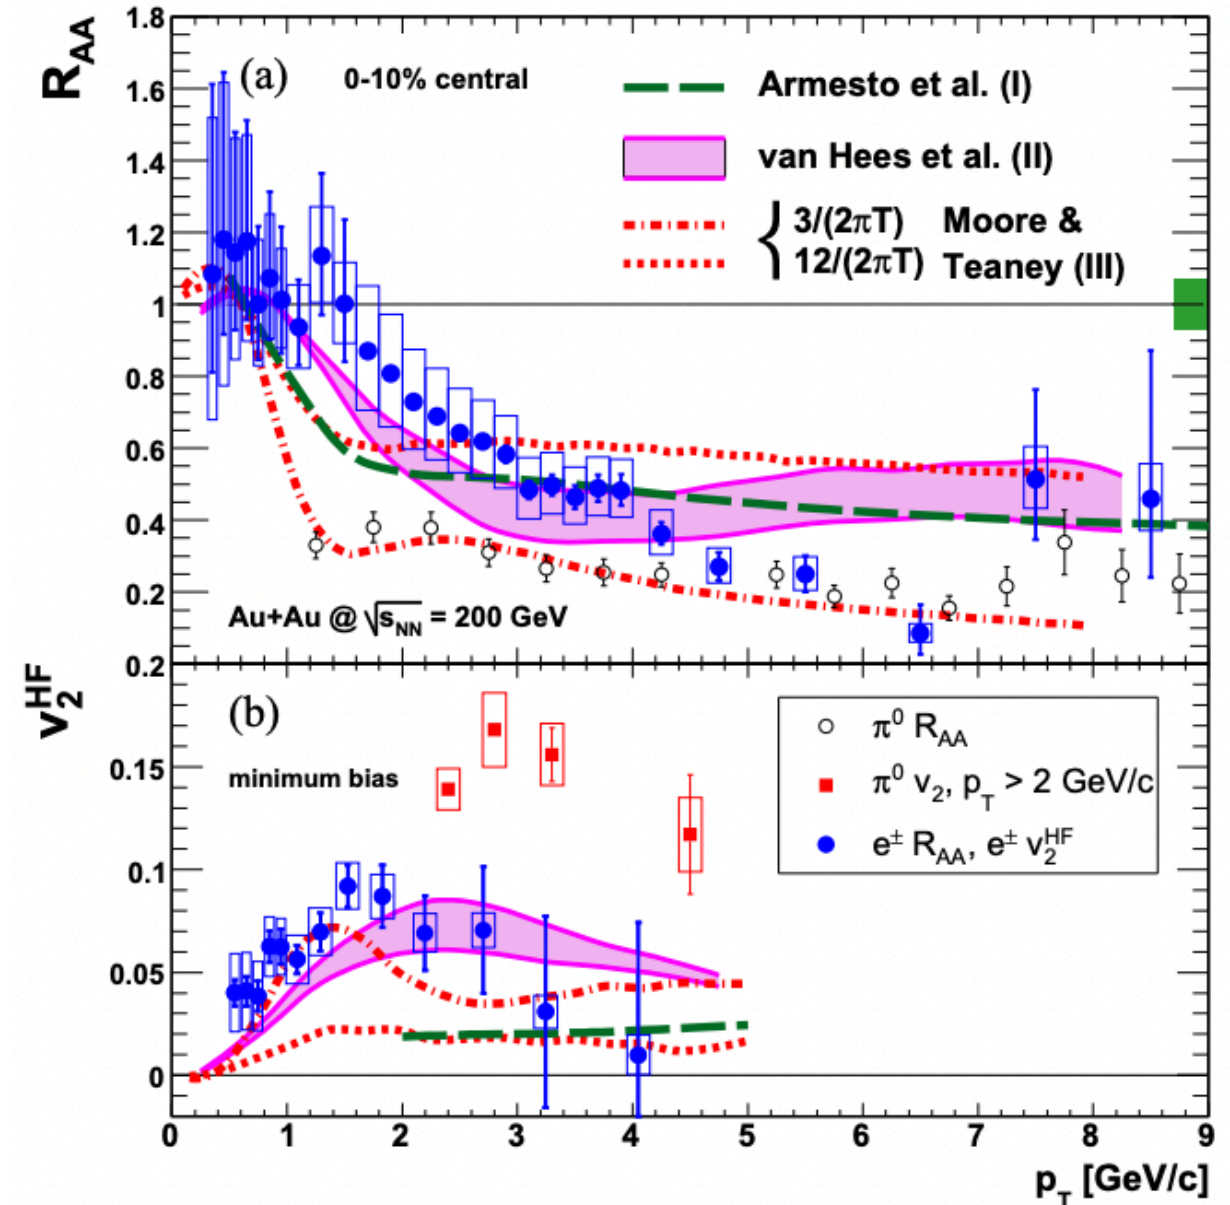 1.8
R_AA
1.6
1.4
1.2
1
0.8
0.6
0.4
0.2
(a)
0-10% central
Armesto et al. (I)
van Hees et al. (II)
3/(2πT) Moore &
12/(2πT) Teaney (III)
Au+Au @ √s_NN = 200 GeV
0.2
v_2^HF
0.15
0.1
0.05
0
(b)
minimum bias
π^0 R_AA
π^0 v_2, p_T > 2 GeV/c
e^± R_AA, e^± v_2^HF
0 1 2 3 4 5 6 7 8 9
p_T [GeV/c]